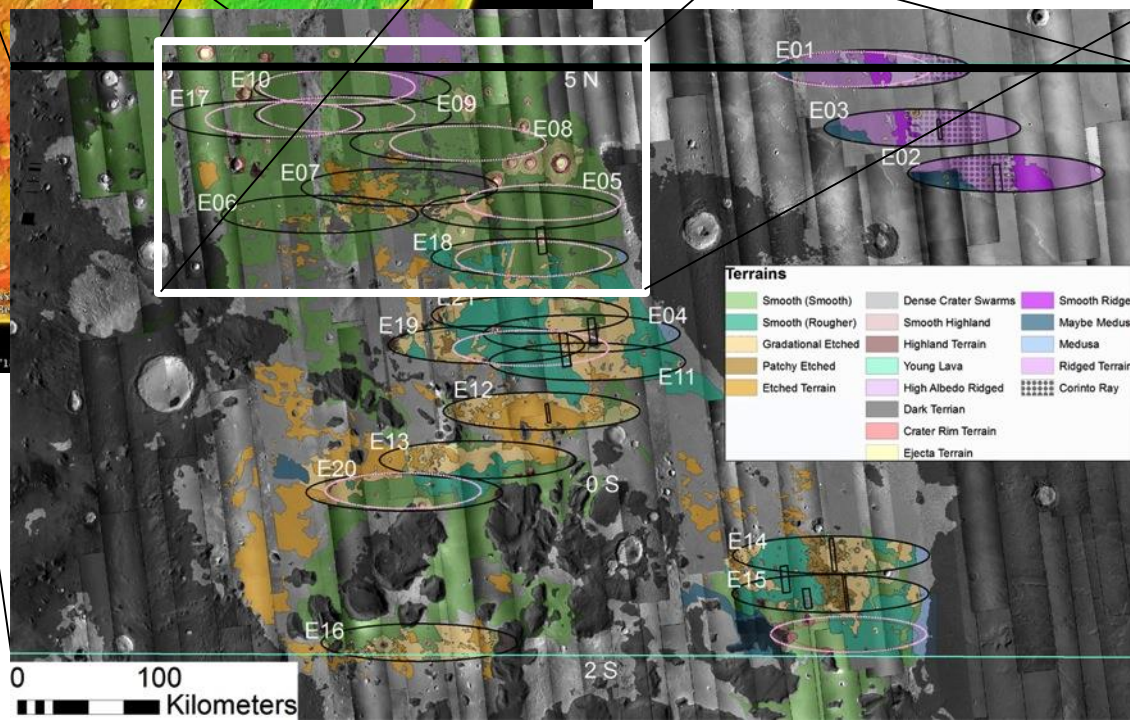 E01
5 N
E10
E17
E09
E03
E08
E02
E07
E05
E06
E18
Terrains
Smooth (Smooth)
Smooth (Rougher)
Gradational Etched
Patchy Etched
Etched Terrain
Dense Crater Swarms
Smooth Highland
Highland Terrain
Young Lava
High Albedo Ridged
Dark Terrian
Crater Rim Terrain
Ejecta Terrain
Smooth Ridge
Maybe Medus
Medusa
Ridged Terrain
Corinto Ray
E04
E19
E11
E12
E13
E20
0 S
E14
E15
E16
2 S
0 100
Kilometers